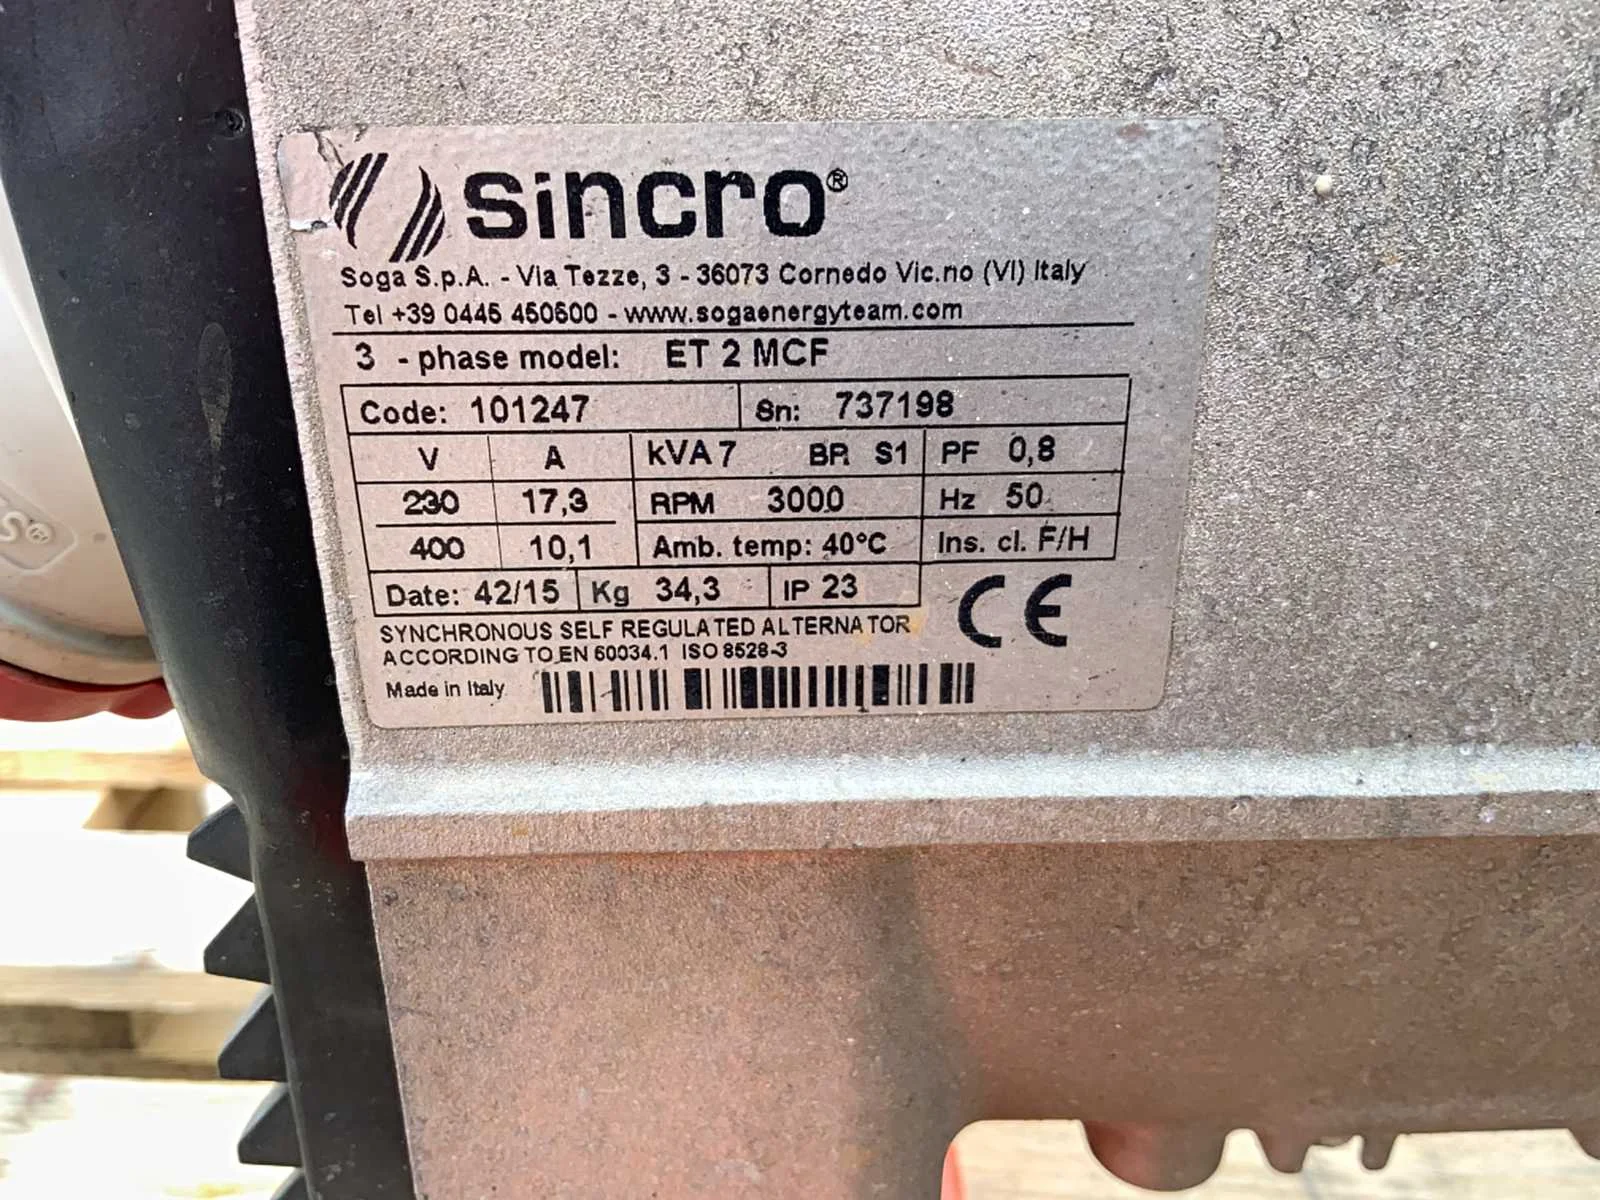 sincro®
Soga S.p.A. - Via Tezze, 3 - 36073 Cornedo Vic.no (VI) Italy
Tel +39 0445 450500 - www.sogaenergyteam.com
3 - phase model: ET 2 MCF
Code: 101247 Sn: 737198
V A kVA 7 BR S1 PF 0,8
230 17,3 RPM 3000 Hz 50
400 10,1 Amb. temp: 40°C Ins. cl. F/H
Date: 42/15 Kg 34,3 IP 23
CE
SYNCHRONOUS SELF REGULATED ALTERNATOR
ACCORDING TO EN 60034.1 ISO 8528-3
Made in Italy